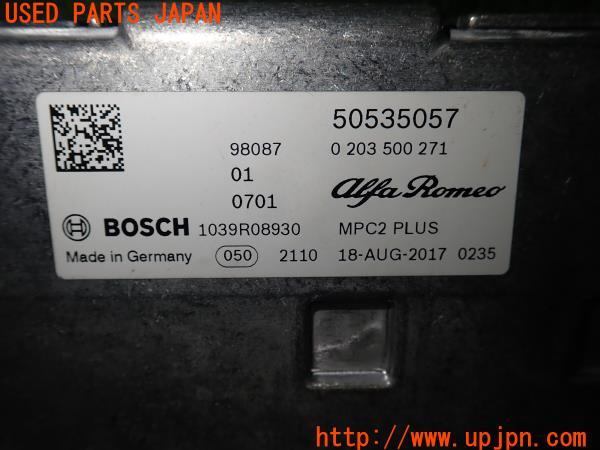 USED PARTS JAPAN
50535057
98087 0 203 500 271
01
0701 Alfa Romeo
BOSCH 1039R08930 MPC2 PLUS
Made in Germany 050 2110 18-AUG-2017 0235
http://www.upjpn.com